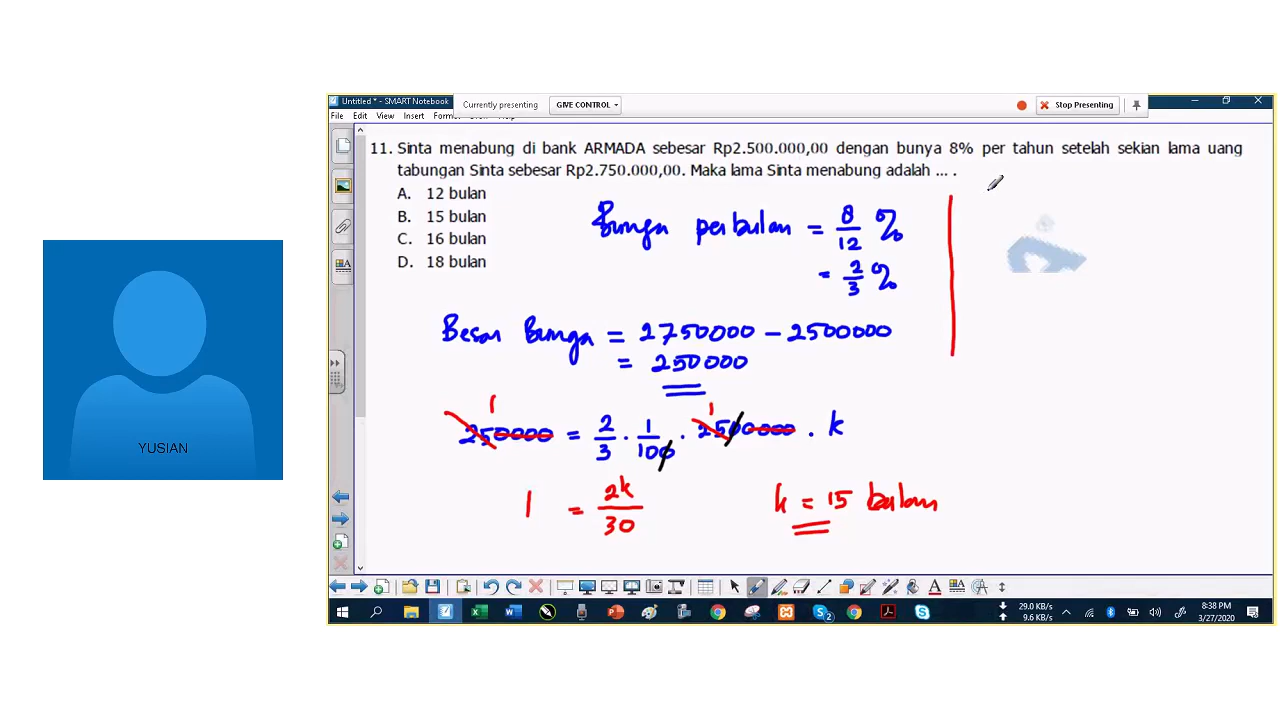 Untitled * - SMART Notebook
Currently presenting
GIVE CONTROL
Stop Presenting
File Edit View Insert
11. Sinta menabung di bank ARMADA sebesar Rp2.500.000,00 dengan bunya 8% per tahun setelah sekian lama uang
tabungan Sinta sebesar Rp2.750.000,00. Maka lama Sinta menabung adalah ... .
A. 12 bulan
B. 15 bulan
C. 16 bulan
D. 18 bulan
Bunga perbulan = 8/12 %
= 2/3 %
Besar Bunga = 2750000 - 2500000
= 250000
1 1
250000 = 2/3 . 1/100 . 2500000 . k
1 = 2k/30 k = 15 bulan
YUSIAN
29.0 KB/s
9.6 KB/s
8:38 PM
3/27/2020